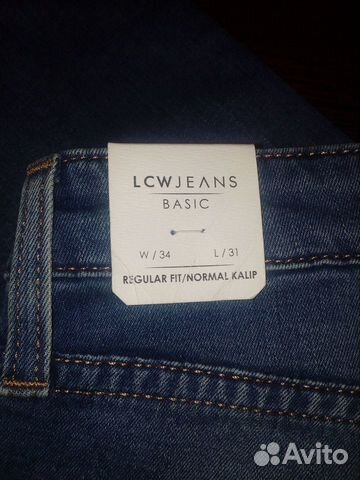 LCWJEANS
BASIC
W / 34 L / 31
REGULAR FIT/NORMAL KALIP
Avito